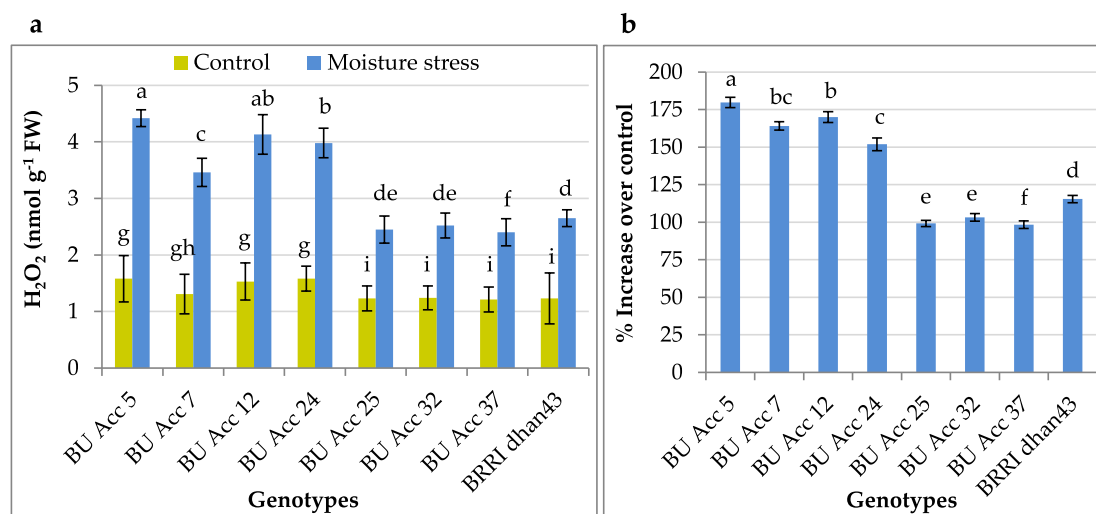 a
Control Moisture stress
H₂O₂ (nmol g⁻¹ FW)
5
4
3
2
1
0
g a
gh c
g ab
g b
i de
i de
i f
i d
BU Acc 5
BU Acc 7
BU Acc 12
BU Acc 24
BU Acc 25
BU Acc 32
BU Acc 37
BRRI dhan43
Genotypes
b
% Increase over control
200
175
150
125
100
75
50
25
0
a
bc
b
c
e
e
f
d
BU Acc 5
BU Acc 7
BU Acc 12
BU Acc 24
BU Acc 25
BU Acc 32
BU Acc 37
BRRI dhan43
Genotypes